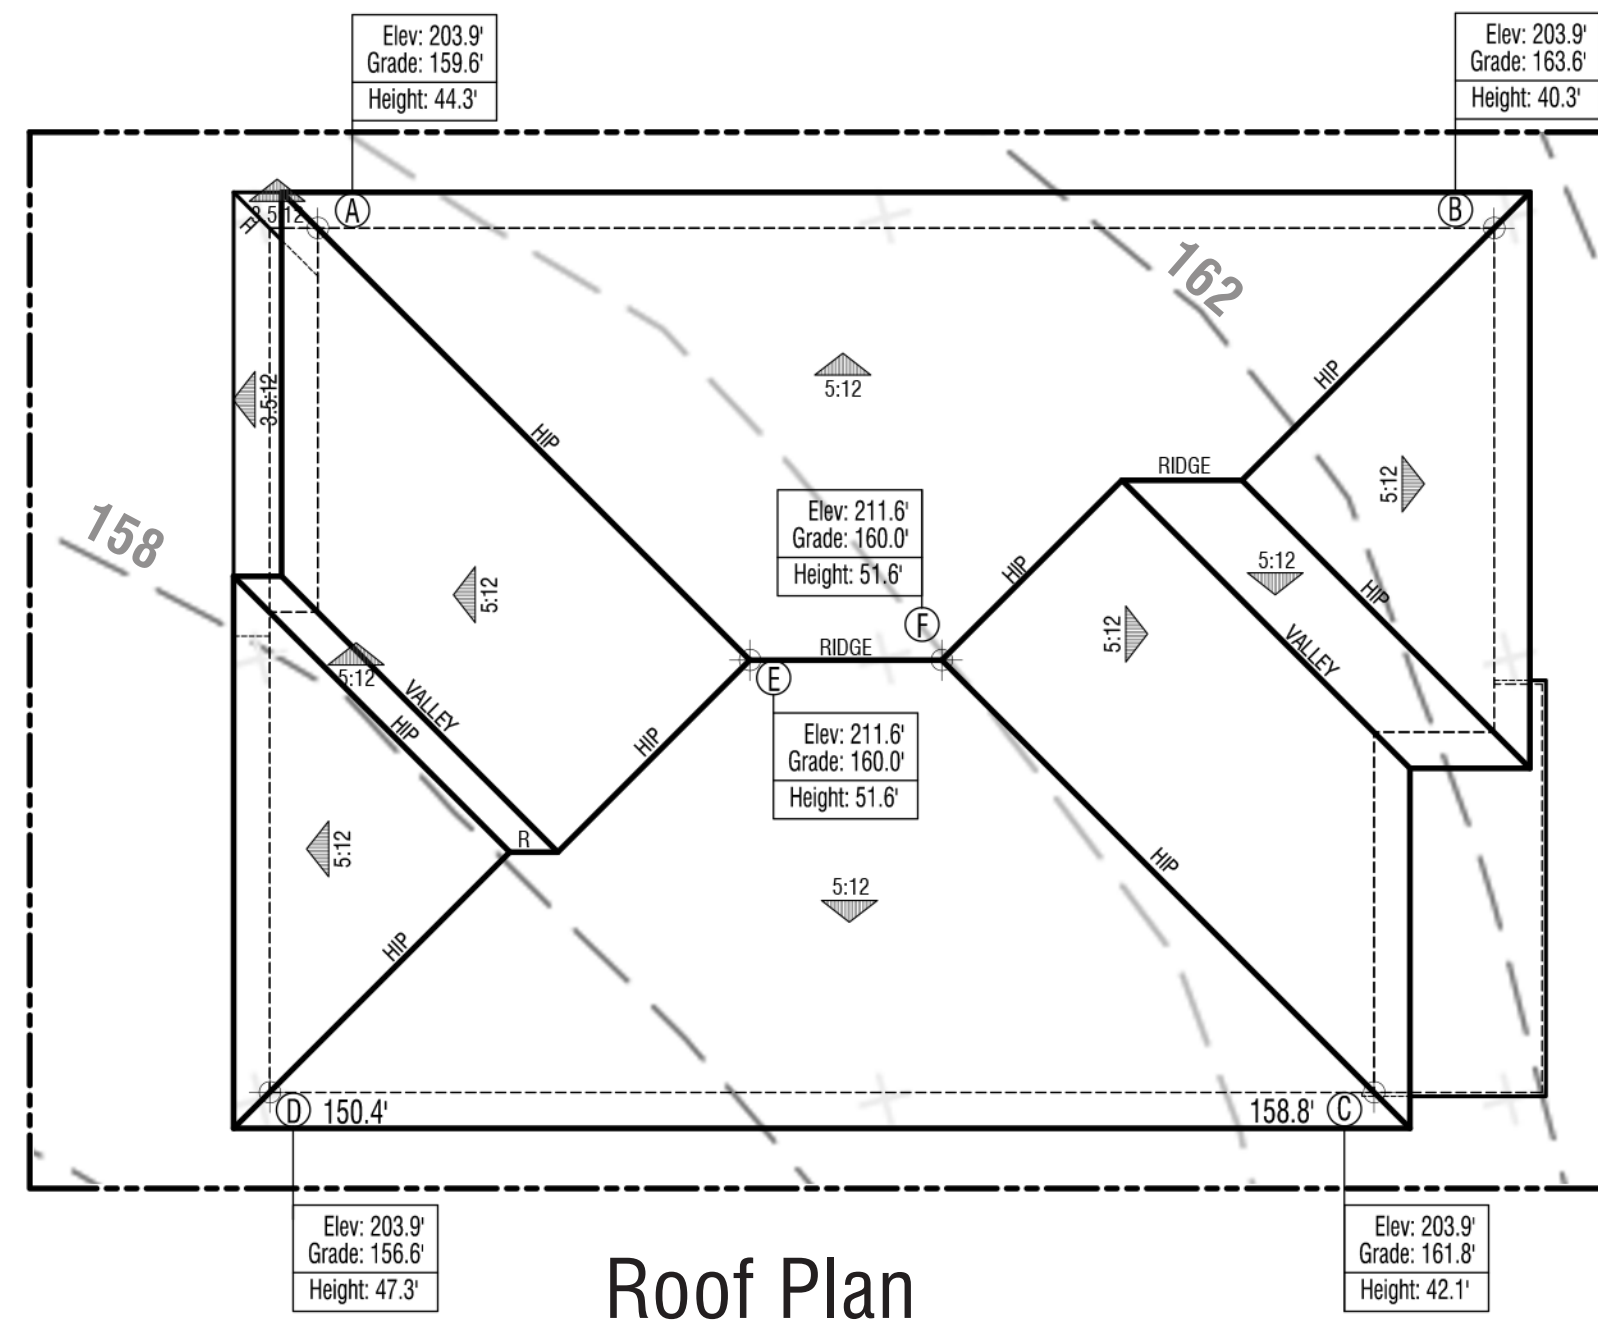 Elev: 203.9'
Grade: 159.6'
Height: 44.3'
Elev: 203.9'
Grade: 163.6'
Height: 40.3'
A
B
3.5:12
H
162
3.5:12
5:12
HIP
HIP
RIDGE
5:12
158
Elev: 211.6'
Grade: 160.0'
Height: 51.6'
5:12
HIP
5:12
HIP
F
5:12
VALLEY
RIDGE
E
5:12
VALLEY
HIP
HIP
Elev: 211.6'
Grade: 160.0'
Height: 51.6'
R
5:12
HIP
5:12
HIP
D 150.4'
158.8' C
Elev: 203.9'
Grade: 156.6'
Height: 47.3'
Elev: 203.9'
Grade: 161.8'
Height: 42.1'
Roof Plan